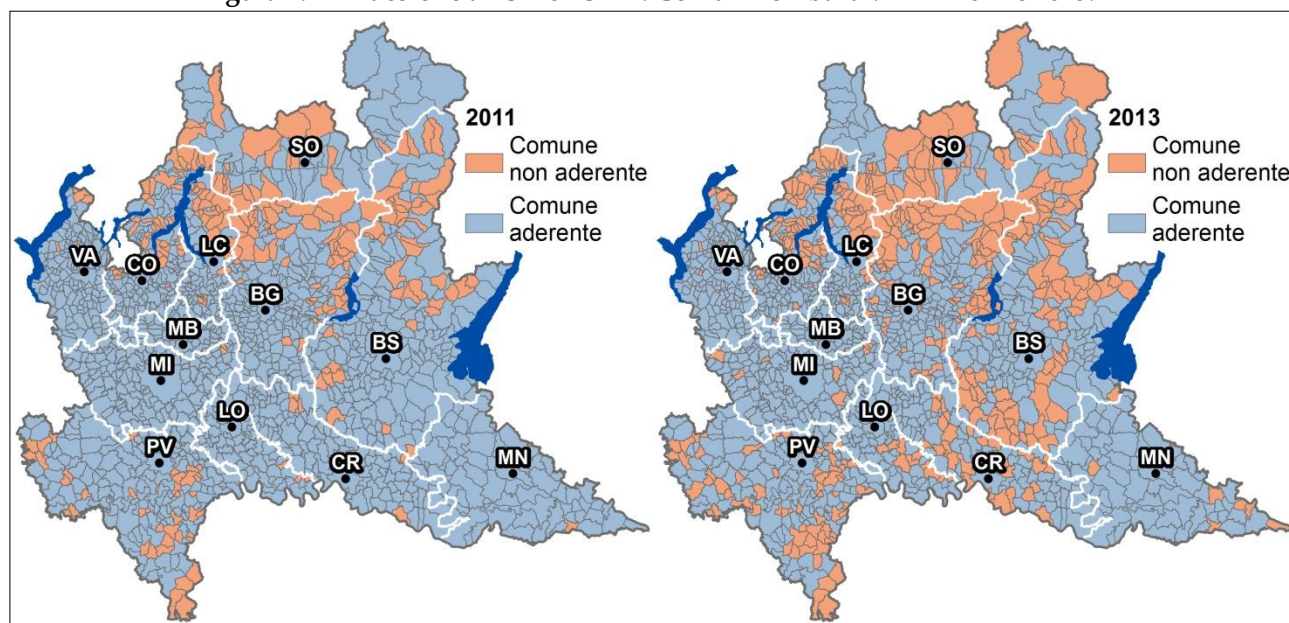 2011
Comune
non aderente
Comune
aderente
SO
LC
VA
CO
BG
MB
BS
MI
LO
PV
CR
MN
2013
Comune
non aderente
Comune
aderente
SO
LC
VA
CO
BG
MB
BS
MI
LO
PV
CR
MN